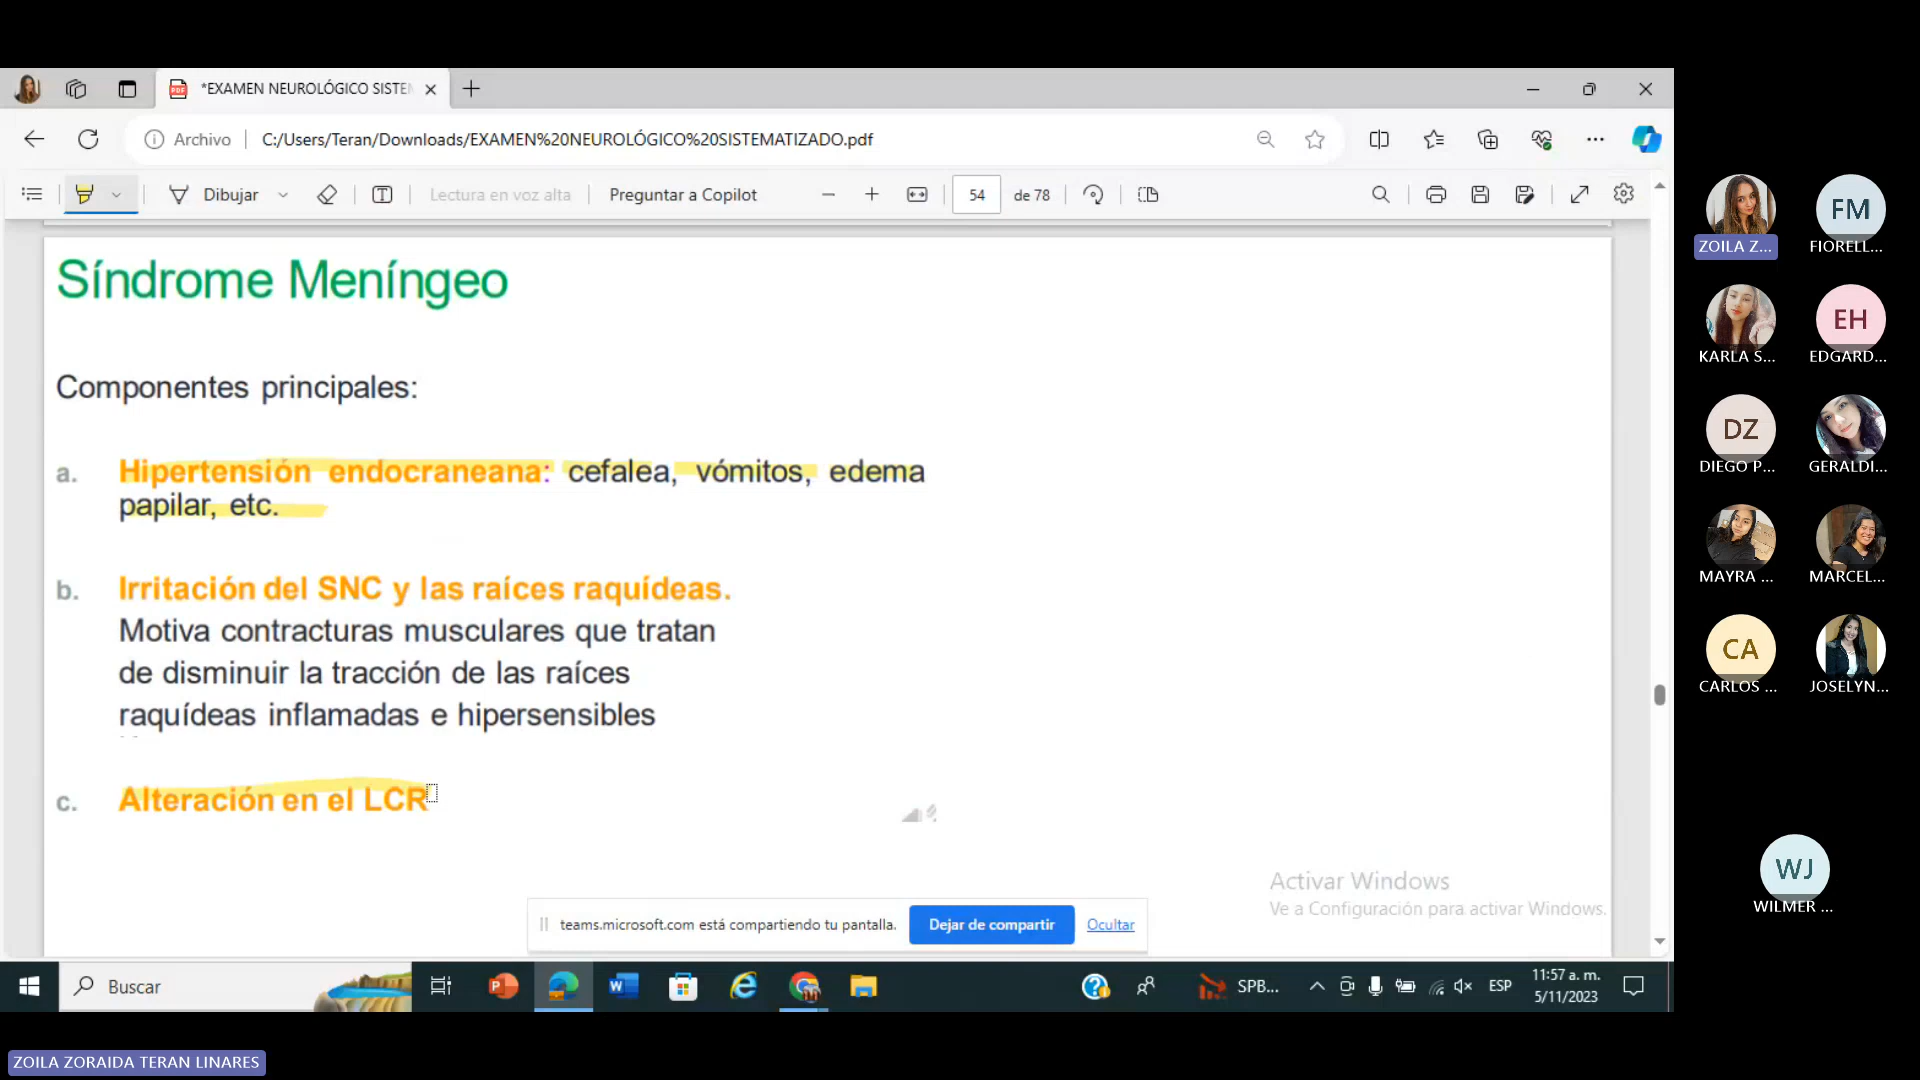 *EXAMEN NEUROLÓGICO SISTEM
Archivo
C:/Users/Teran/Downloads/EXAMEN%20NEUROLÓGICO%20SISTEMATIZADO.pdf
Dibujar
Lectura en voz alta
Preguntar a Copilot
54
de 78
Síndrome Meníngeo
Componentes principales:
a. Hipertensión endocraneana: cefalea, vómitos, edema
papilar, etc.
b. Irritación del SNC y las raíces raquídeas.
Motiva contracturas musculares que tratan
de disminuir la tracción de las raíces
raquídeas inflamadas e hipersensibles
c. Alteración en el LCR
Activar Windows
Ve a Configuración para activar Windows.
teams.microsoft.com está compartiendo tu pantalla.
Dejar de compartir
Ocultar
Buscar
SPB...
ESP
11:57 a. m.
5/11/2023
ZOILA Z...
FM
FIORELL...
KARLA S...
EH
EDGARD...
DZ
DIEGO P...
GERALDI...
MAYRA ...
MARCEL...
CA
CARLOS ...
JOSELYN...
WJ
WILMER ...
ZOILA ZORAIDA TERAN LINARES